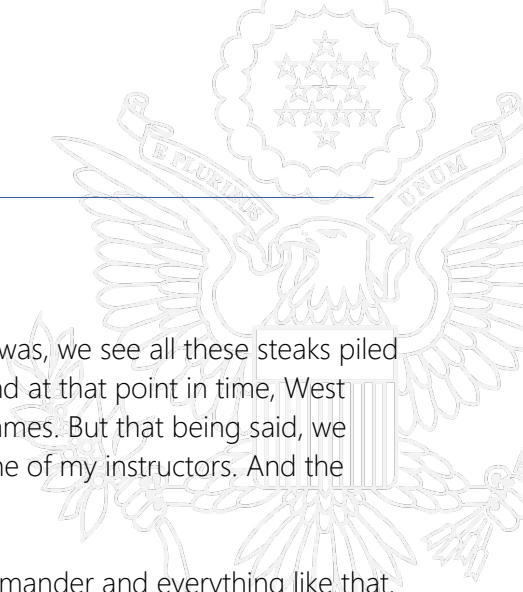 E PLURIBUS UNUM
was, we see all these steaks piled
nd at that point in time, West
ames. But that being said, we
ne of my instructors. And the
mander and everything like that.